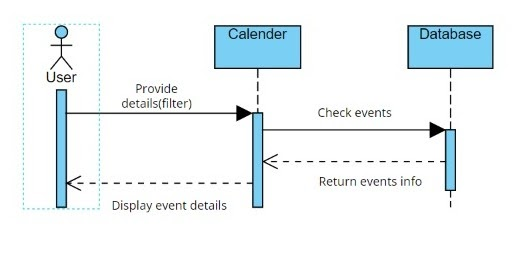 Calender
Database
User
Provide
details(filter)
Check events
Return events info
Display event details